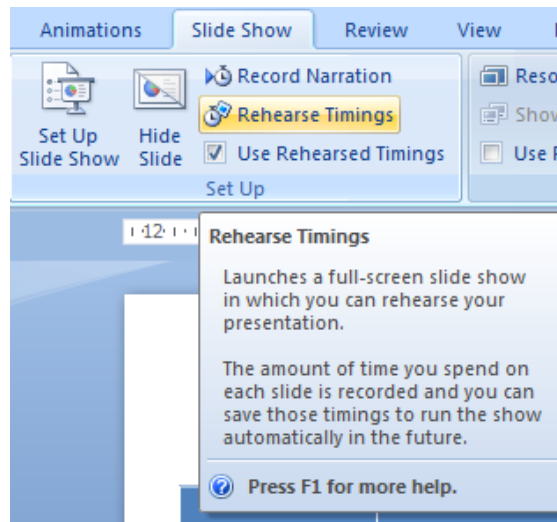 Animations Slide Show Review View
Record Narration
Rehearse Timings
Use Rehearsed Timings
Set Up
Slide Show
Hide
Slide
Set Up
Reso
Show
Use
12
Rehearse Timings
Launches a full-screen slide show
in which you can rehearse your
presentation.
The amount of time you spend on
each slide is recorded and you can
save those timings to run the show
automatically in the future.
Press F1 for more help.